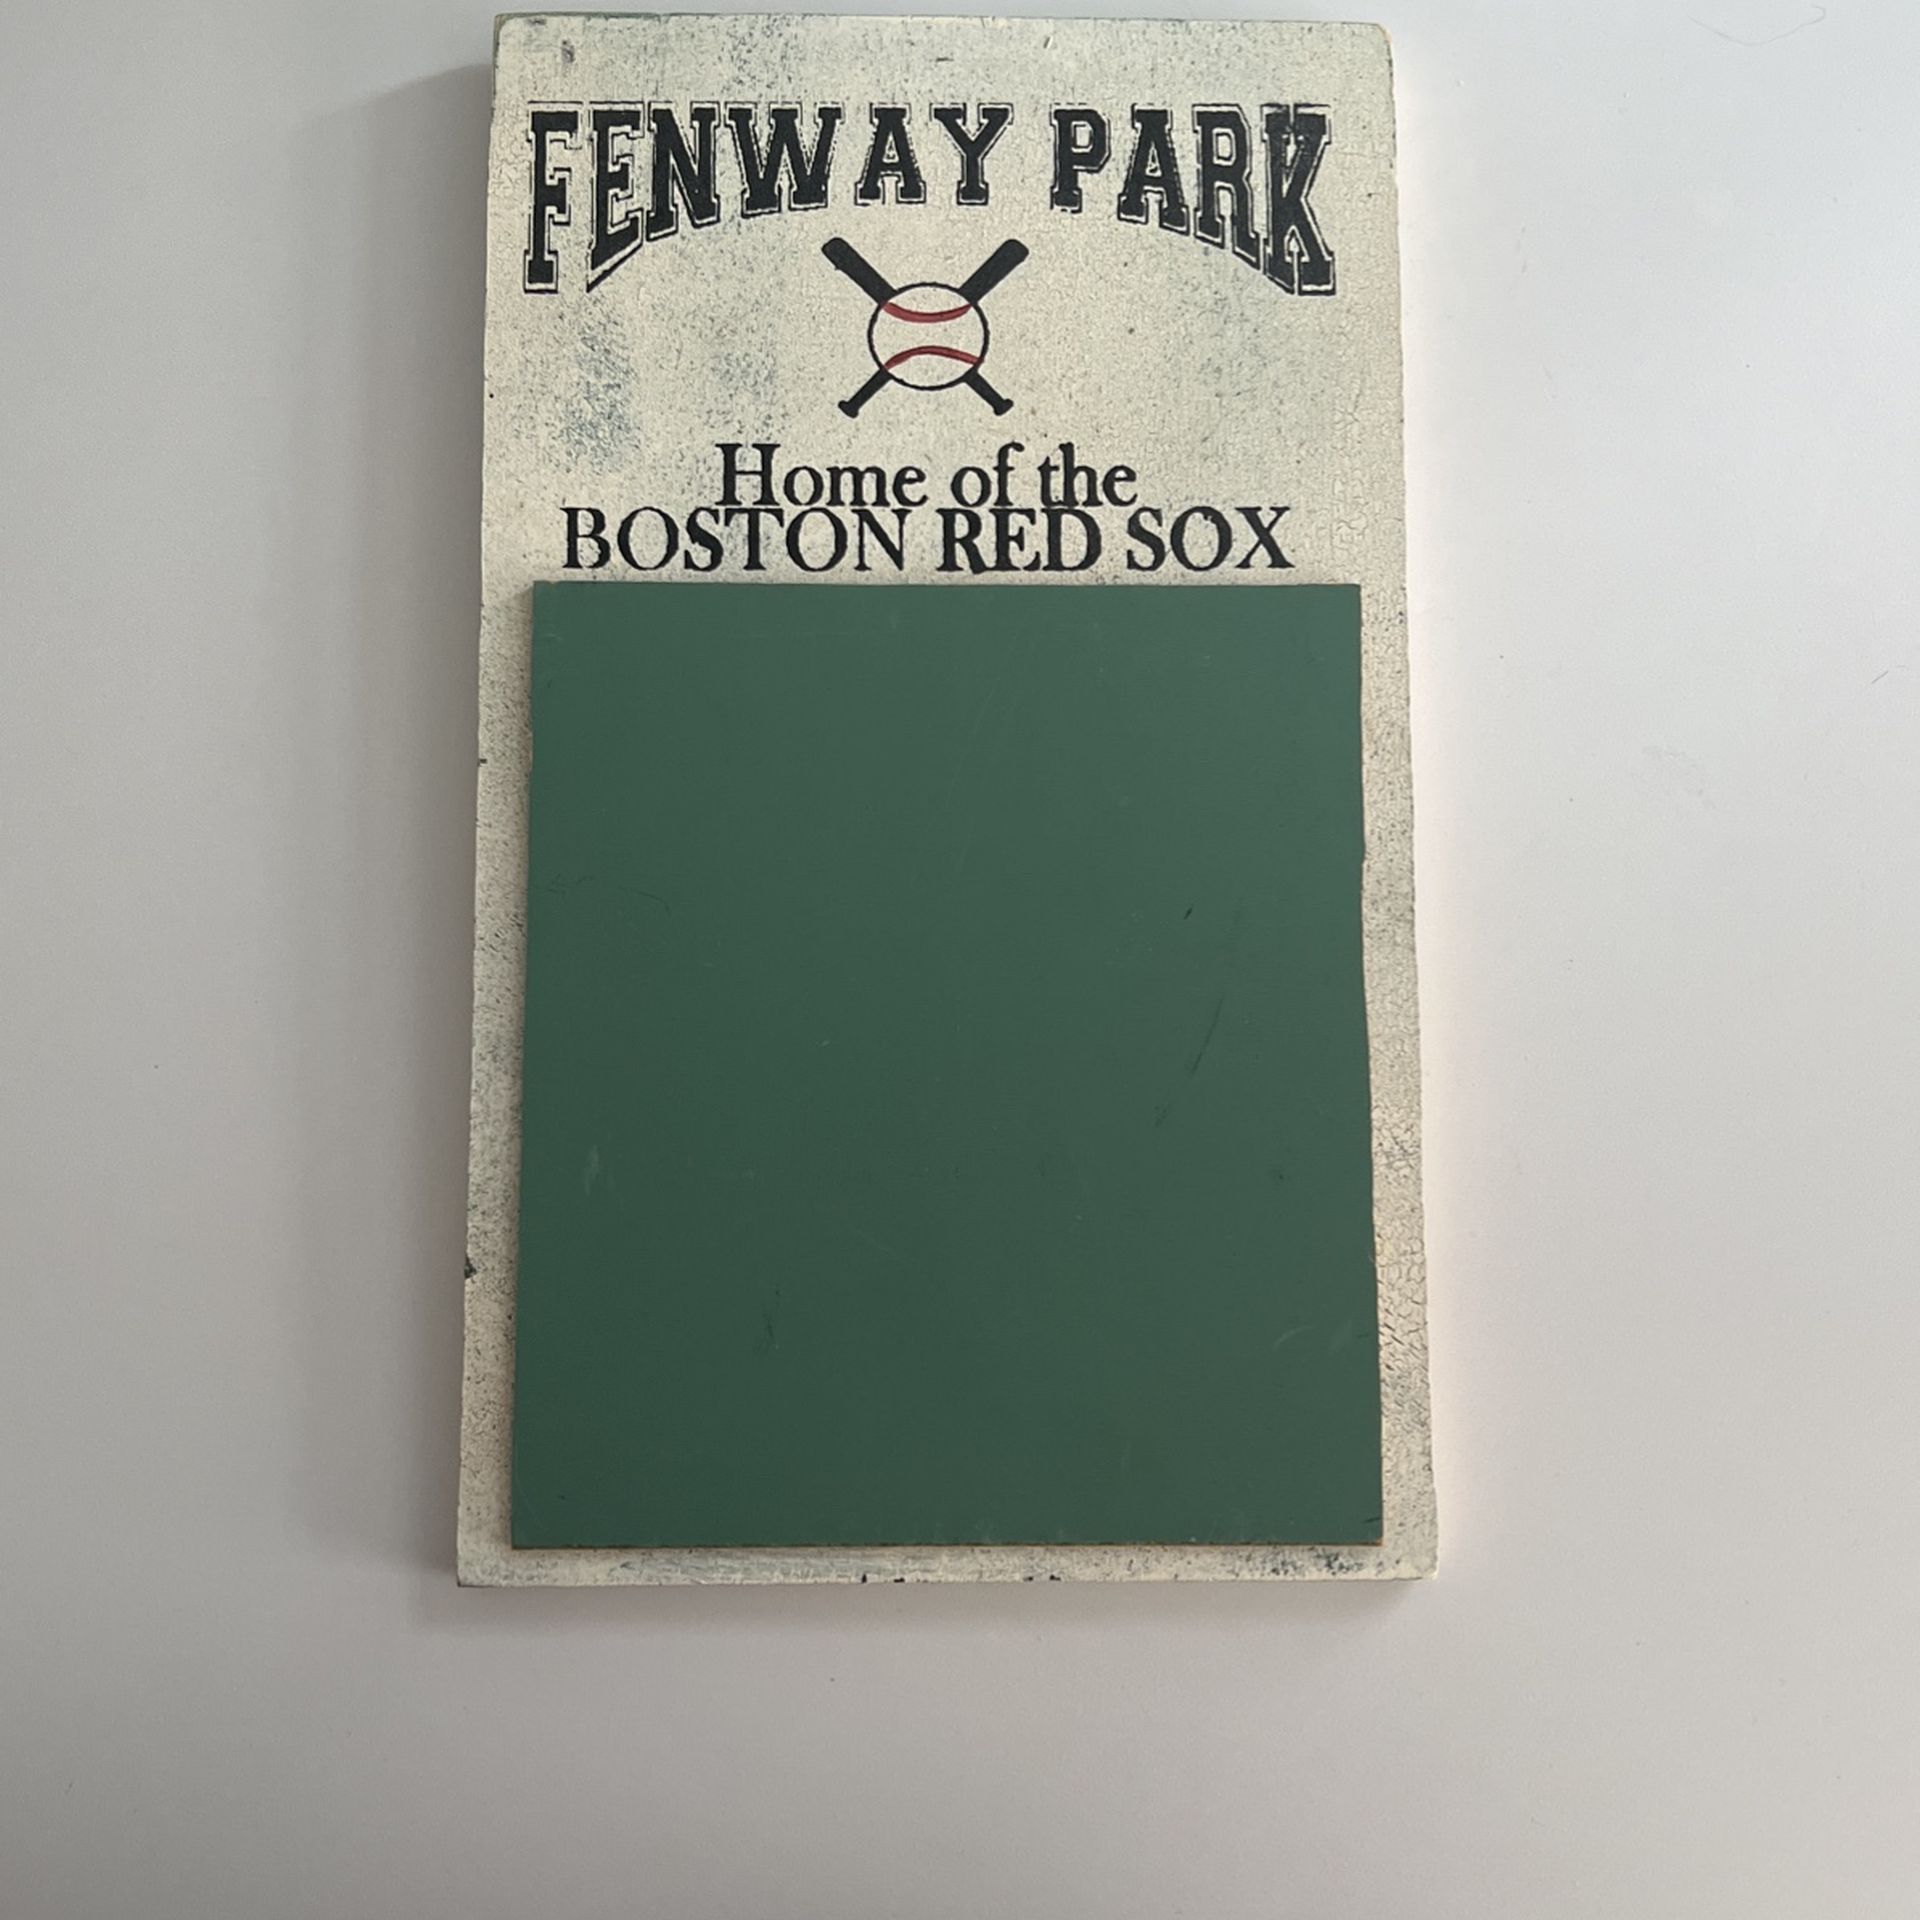 FENWAY PARK
Home of the
BOSTON RED SOX